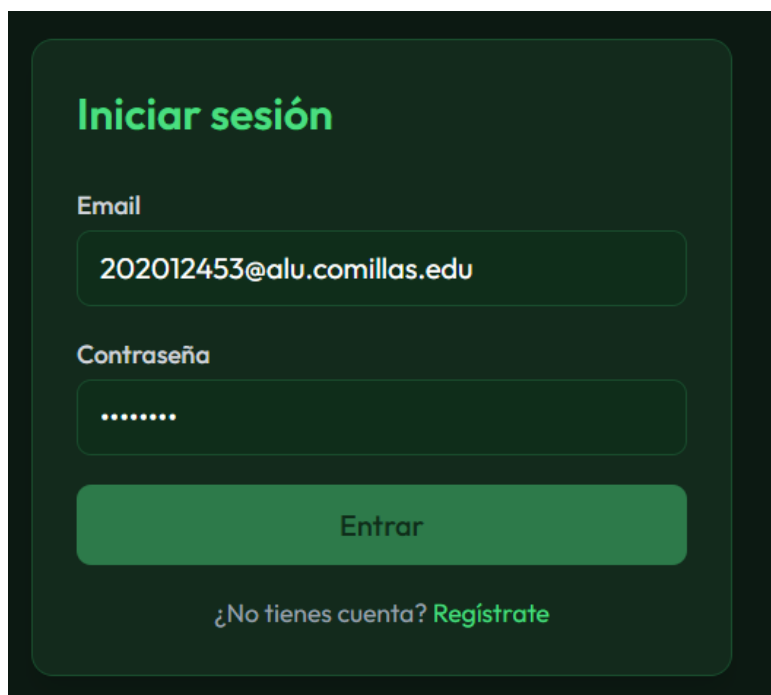 Iniciar sesión
Email
202012453@alu.comillas.edu
Contraseña
••••••••
Entrar
¿No tienes cuenta? Regístrate